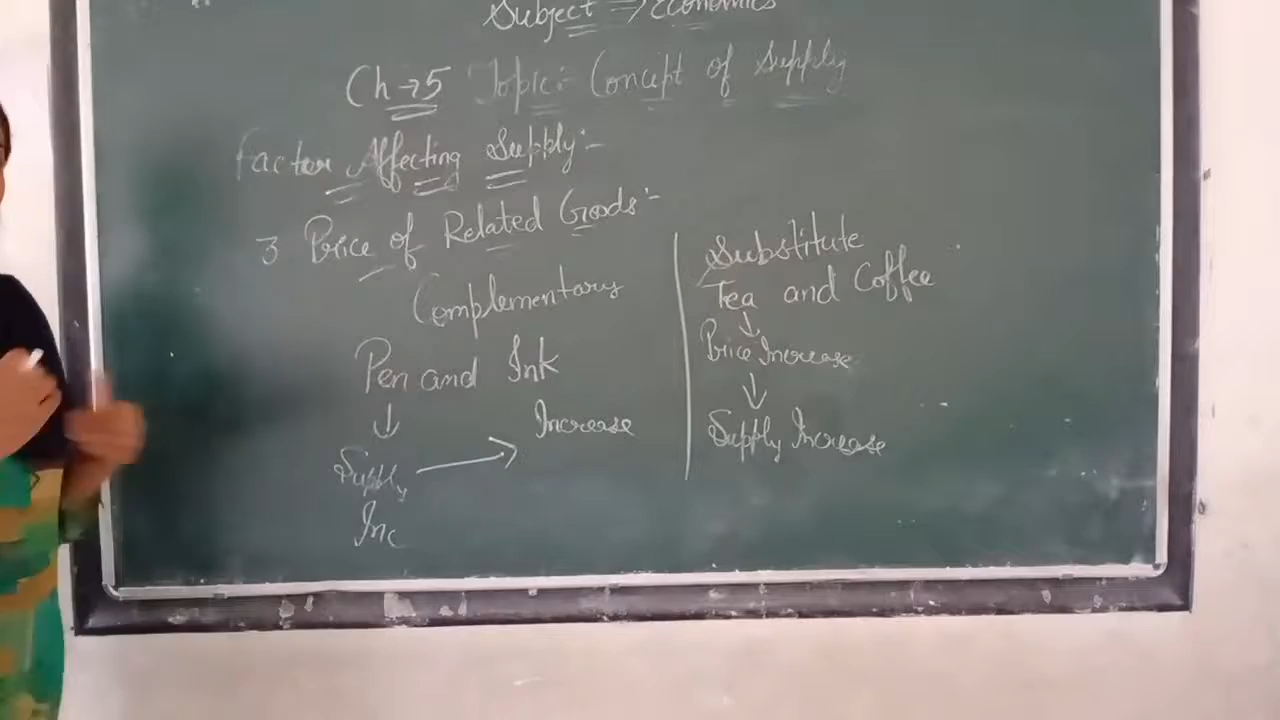 Subject → Economics
Ch → 5 Topic:- Concept of Supply
Factor Affecting Supply:-
3 Price of Related Goods:-
Complementary
Pen and Ink
↓
Increase
Supply →
Inc
Substitute
Tea and Coffee
↓
Price Increase
↓
Supply Increase